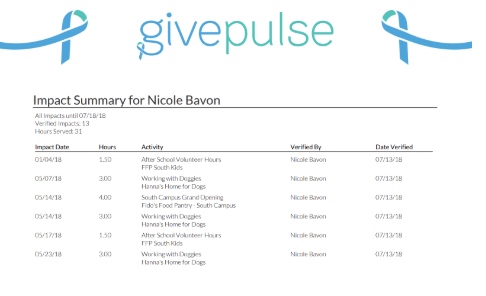 givepulse
Impact Summary for Nicole Bavon
All Impacts until 07/18/18
Verified Impacts: 13
Hours Served: 31
Impact Date Hours Activity Verified By Date Verified
01/04/18 1.50 After School Volunteer Hours Nicole Bavon 07/13/18
FFP South Kids
05/07/18 3.00 Working with Doggies Nicole Bavon 07/13/18
Hanna's Home for Dogs
05/14/18 4.00 South Campus Grand Opening Nicole Bavon 07/13/18
Fido's Food Pantry - South Campus
05/14/18 3.00 Working with Doggies Nicole Bavon 07/13/18
Hanna's Home for Dogs
05/17/18 1.50 After School Volunteer Hours Nicole Bavon 07/13/18
FFP South Kids
05/23/18 3.00 Working with Doggies Nicole Bavon 07/13/18
Hanna's Home for Dogs